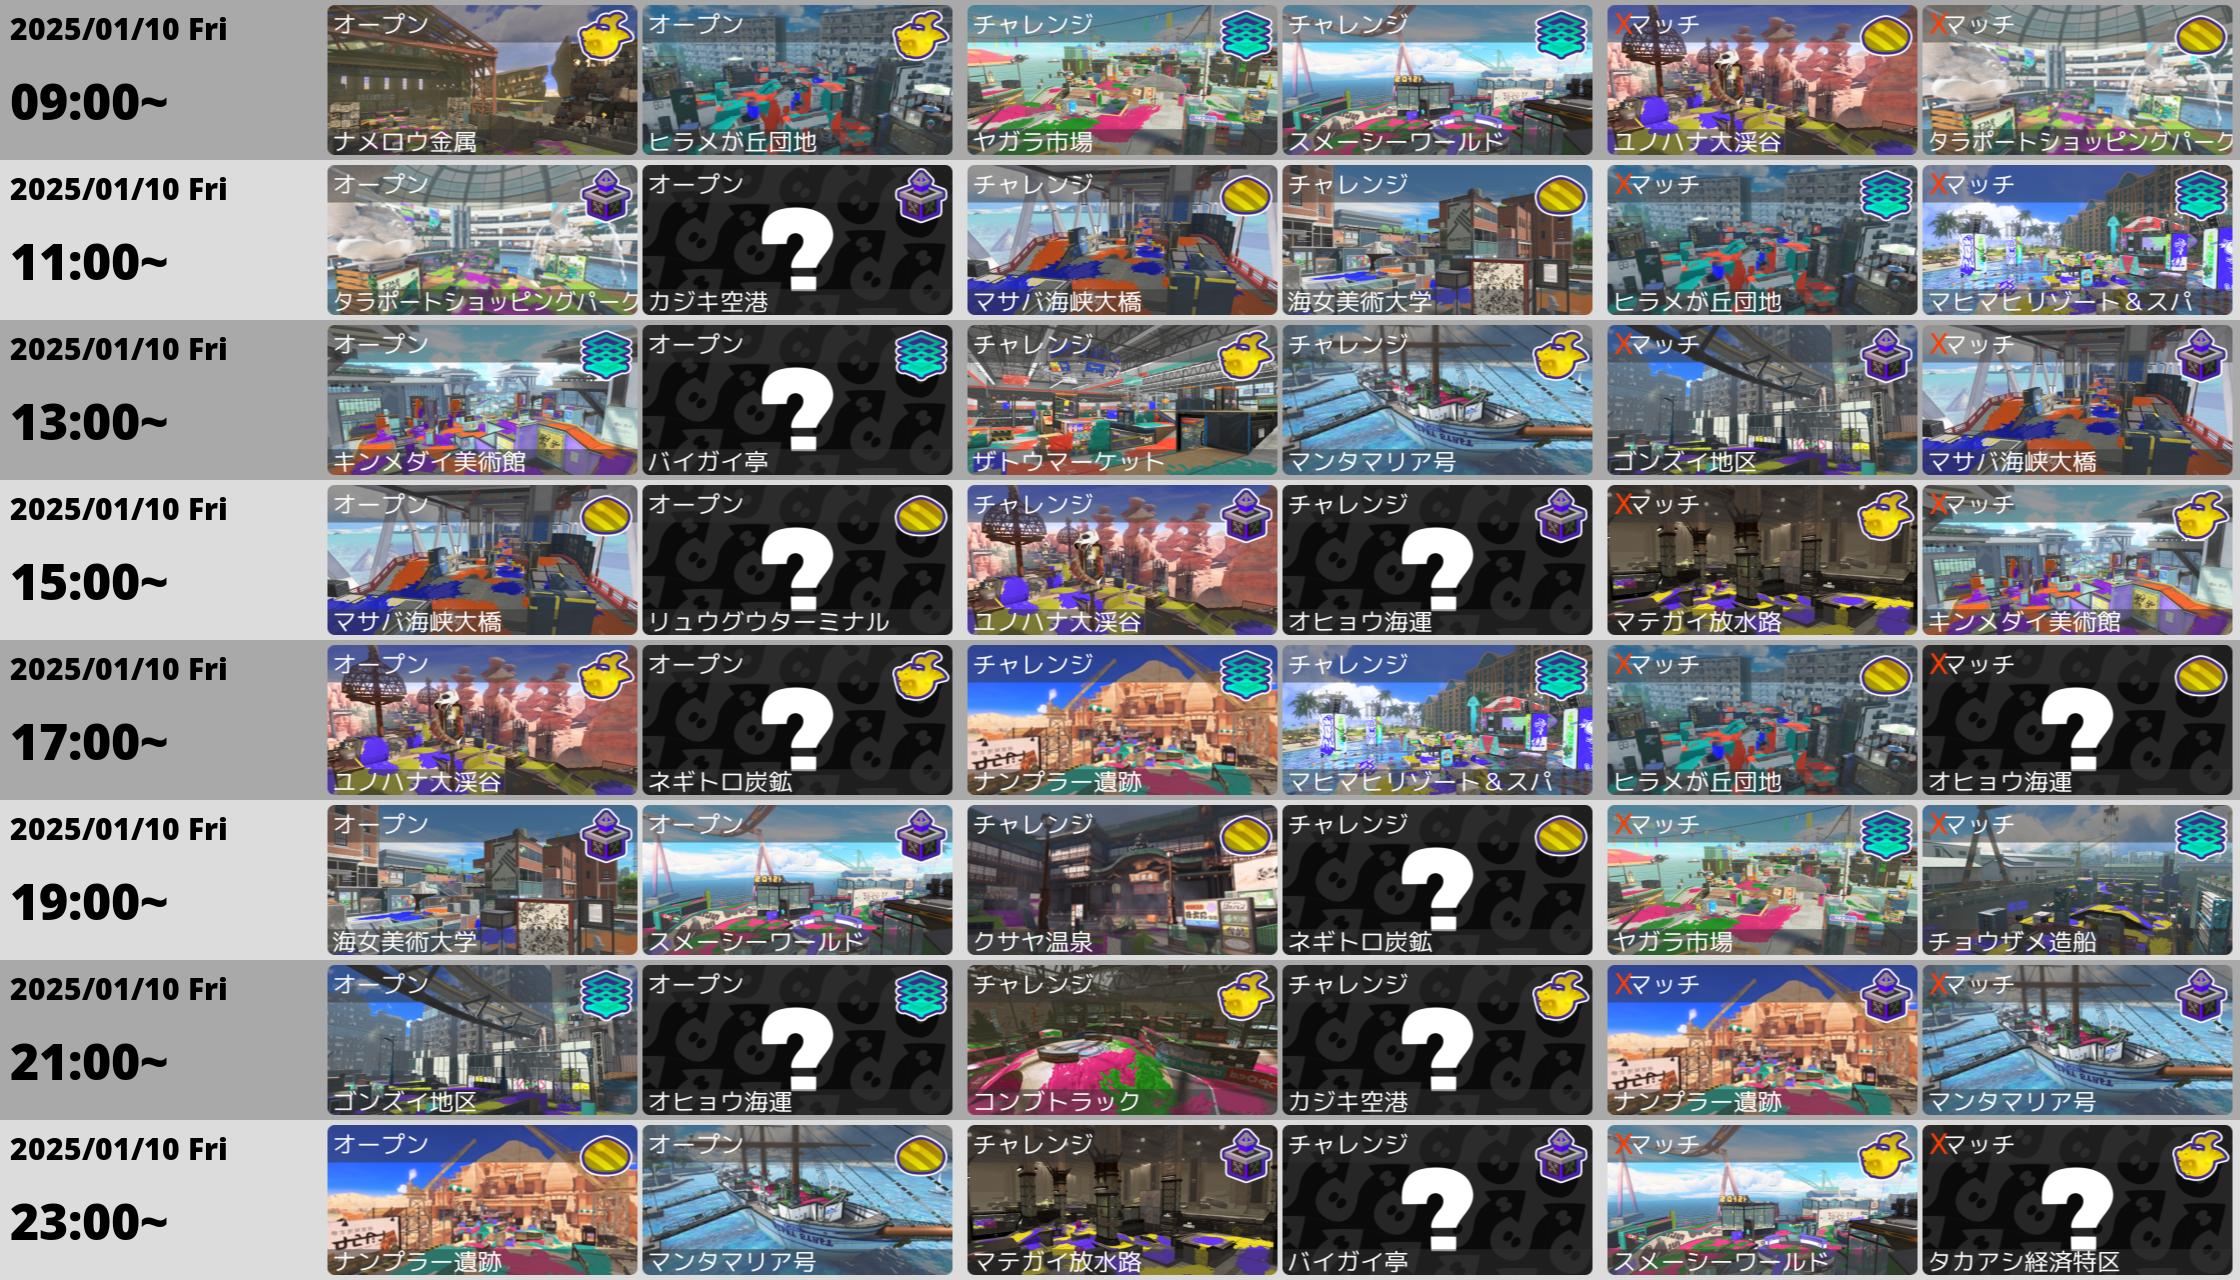 2025/01/10 Fri
09:00~
オープン
ナメロウ金属
オープン
ヒラメが丘団地
チャレンジ
ヤガラ市場
チャレンジ
スメーシーワールド
Xマッチ
ユノハナ大渓谷
Xマッチ
タラポートショッピングパーク
2025/01/10 Fri
11:00~
オープン
タラポートショッピングパーク
オープン
?
カジキ空港
チャレンジ
マサバ海峡大橋
チャレンジ
海女美術大学
Xマッチ
ヒラメが丘団地
Xマッチ
マヒマヒリゾート&スパ
2025/01/10 Fri
13:00~
オープン
キンメダイ美術館
オープン
?
バイガイ亭
チャレンジ
ザトウマーケット
チャレンジ
マンタマリア号
Xマッチ
ゴンズイ地区
Xマッチ
マサバ海峡大橋
2025/01/10 Fri
15:00~
オープン
マサバ海峡大橋
オープン
?
リュウグウターミナル
チャレンジ
ユノハナ大渓谷
チャレンジ
?
オヒョウ海運
Xマッチ
マテガイ放水路
Xマッチ
キンメダイ美術館
2025/01/10 Fri
17:00~
オープン
ユノハナ大渓谷
オープン
?
ネギトロ炭鉱
チャレンジ
ナンプラー遺跡
チャレンジ
マヒマヒリゾート&スパ
Xマッチ
ヒラメが丘団地
Xマッチ
?
オヒョウ海運
2025/01/10 Fri
19:00~
オープン
海女美術大学
オープン
スメーシーワールド
チャレンジ
クサヤ温泉
チャレンジ
?
ネギトロ炭鉱
Xマッチ
ヤガラ市場
Xマッチ
チョウザメ造船
2025/01/10 Fri
21:00~
オープン
ゴンズイ地区
オープン
?
オヒョウ海運
チャレンジ
コンブトラック
チャレンジ
?
カジキ空港
Xマッチ
ナンプラー遺跡
Xマッチ
マンタマリア号
2025/01/10 Fri
23:00~
オープン
ナンプラー遺跡
オープン
マンタマリア号
チャレンジ
マテガイ放水路
チャレンジ
?
バイガイ亭
Xマッチ
スメーシーワールド
Xマッチ
?
タカアシ経済特区